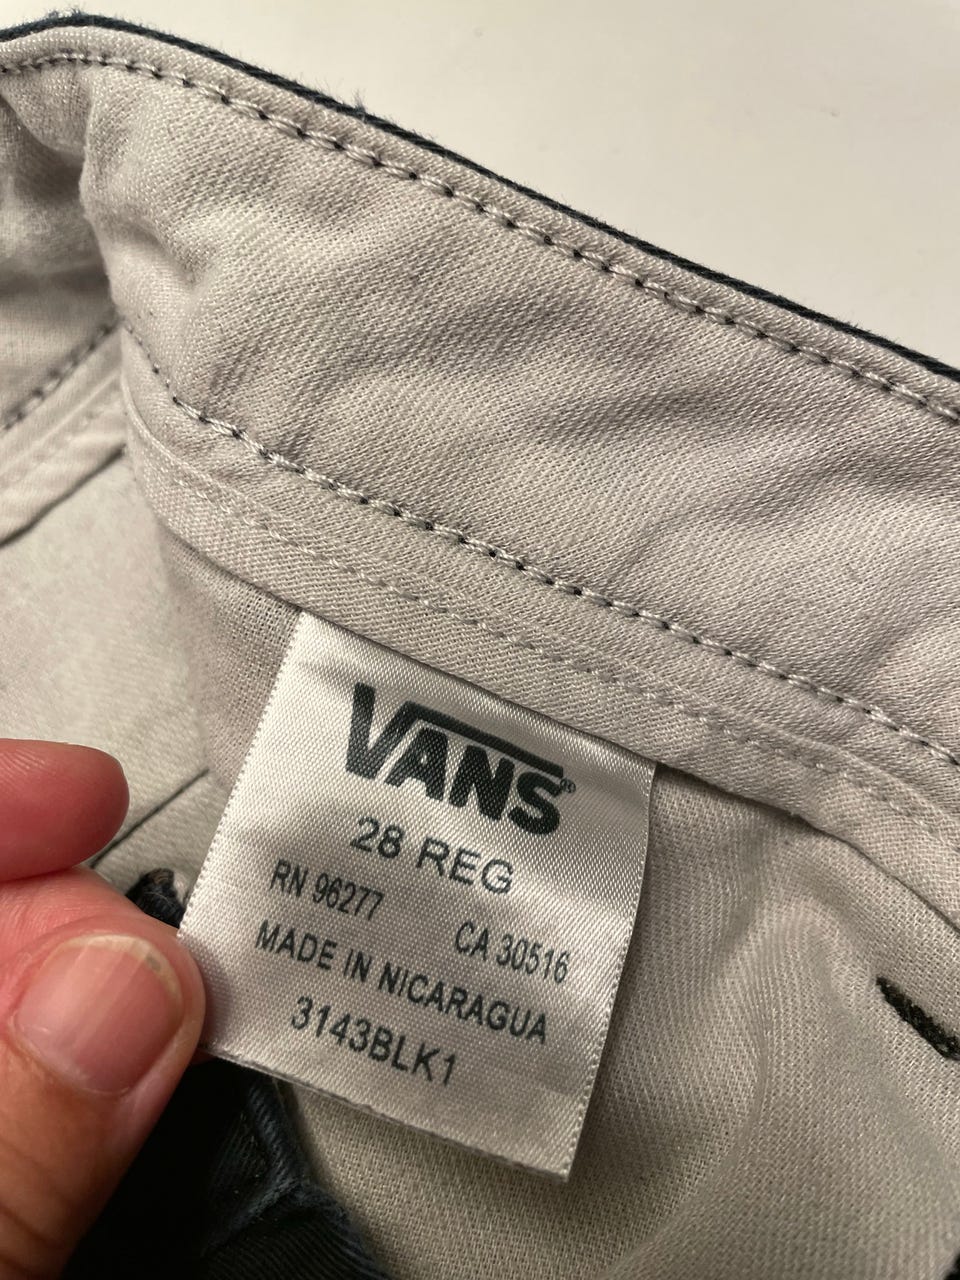 VANS®
28 REG
RN 96277 CA 30516
MADE IN NICARAGUA
3143BLK1